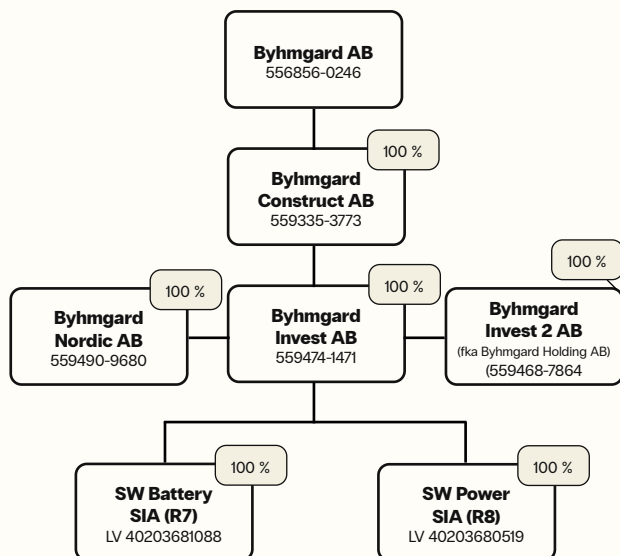 Byhmgard AB
556856-0246
100 %
Byhmgard
Construct AB
559335-3773
100 %
Byhmgard
Nordic AB
559490-9680
100 %
Byhmgard
Invest AB
559474-1471
100 %
Byhmgard
Invest 2 AB
(fka Byhmgard Holding AB)
(559468-7864
100 %
SW Battery
SIA (R7)
LV 40203681088
100 %
SW Power
SIA (R8)
LV 40203680519